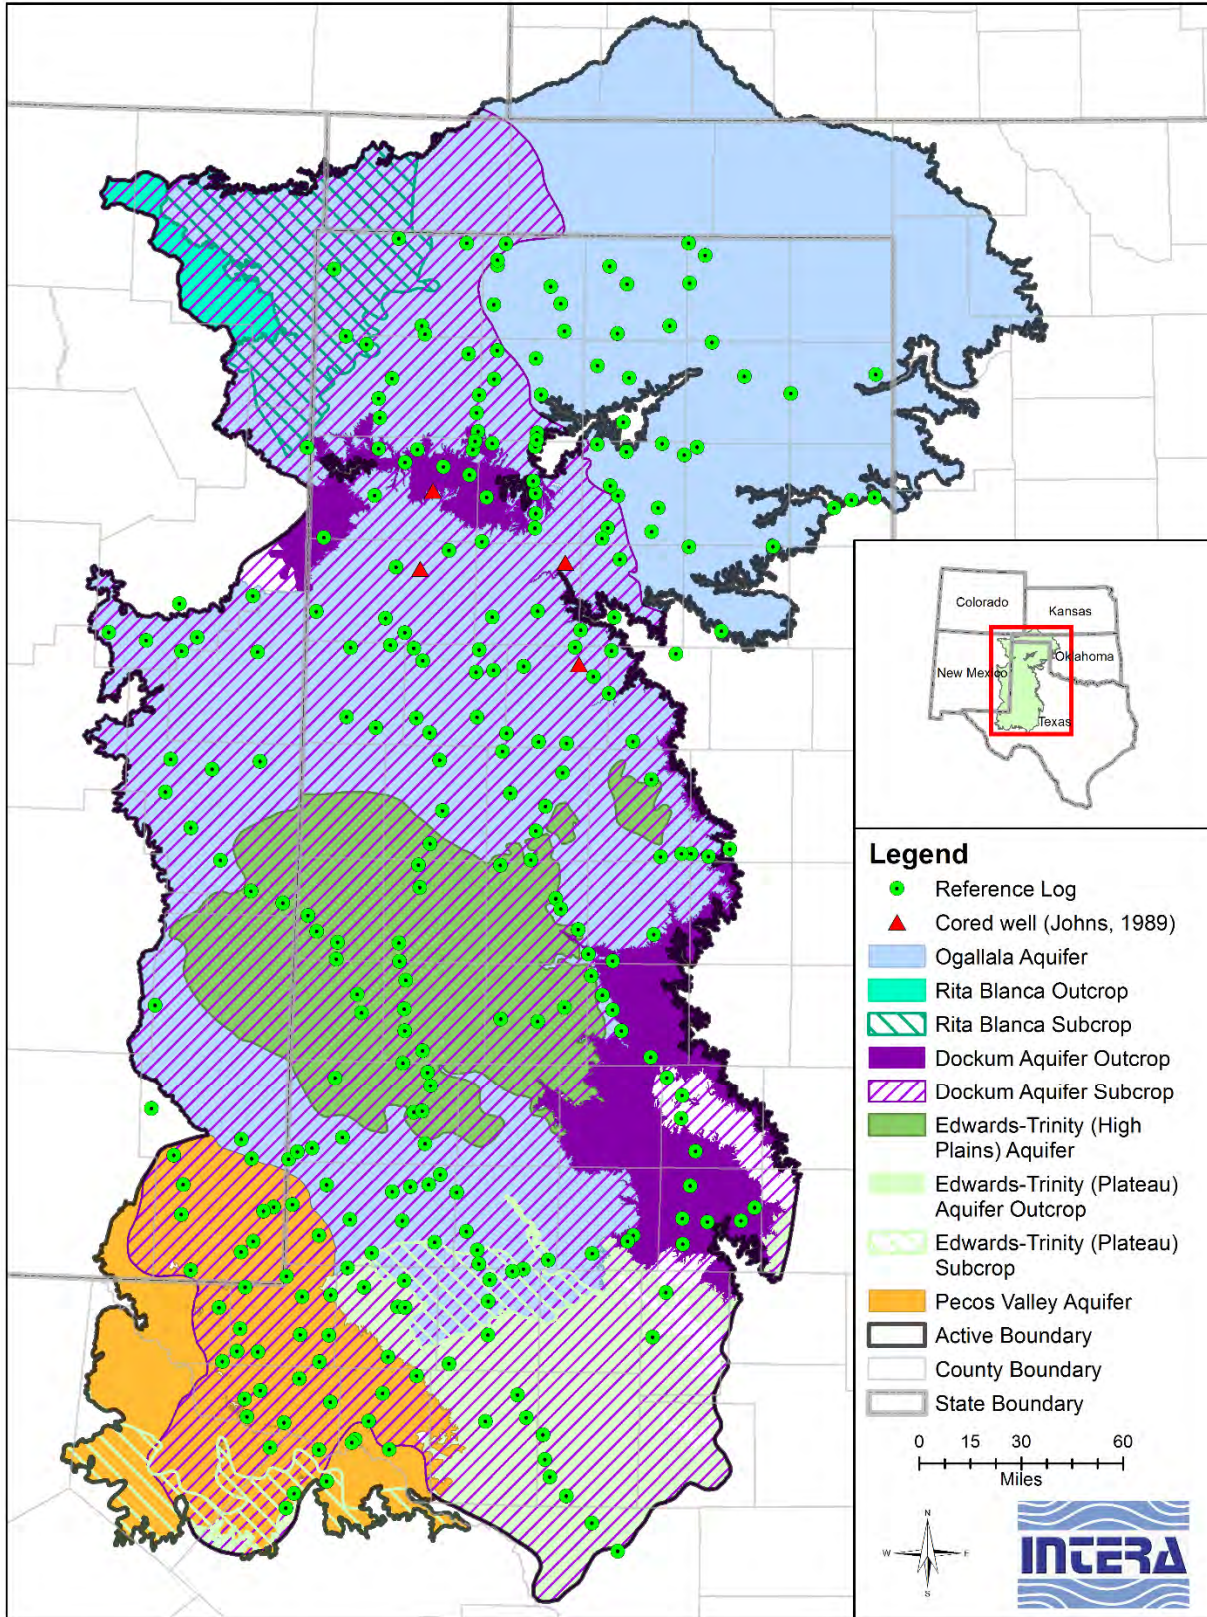 Colorado
Kansas
New Mexico
Oklahoma
Texas
Legend
Reference Log
Cored well (Johns, 1989)
Ogallala Aquifer
Rita Blanca Outcrop
Rita Blanca Subcrop
Dockum Aquifer Outcrop
Dockum Aquifer Subcrop
Edwards-Trinity (High
Plains) Aquifer
Edwards-Trinity (Plateau)
Aquifer Outcrop
Edwards-Trinity (Plateau)
Subcrop
Pecos Valley Aquifer
Active Boundary
County Boundary
State Boundary
0 15 30 60
Miles
N
W E
S
INTERA